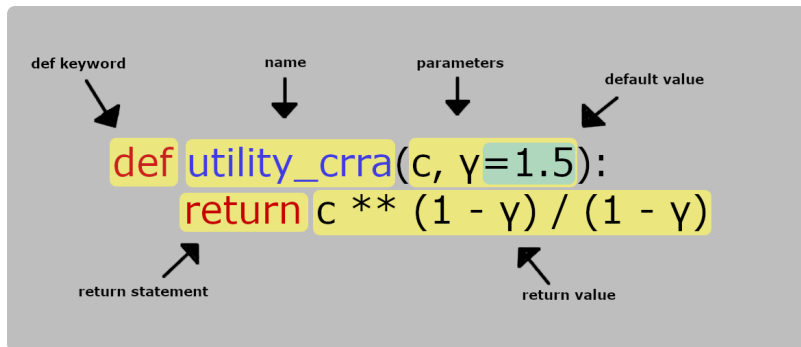 def keyword
name
parameters
default value
def utility_crra(c, γ=1.5):
return c ** (1 - γ) / (1 - γ)
return statement
return value